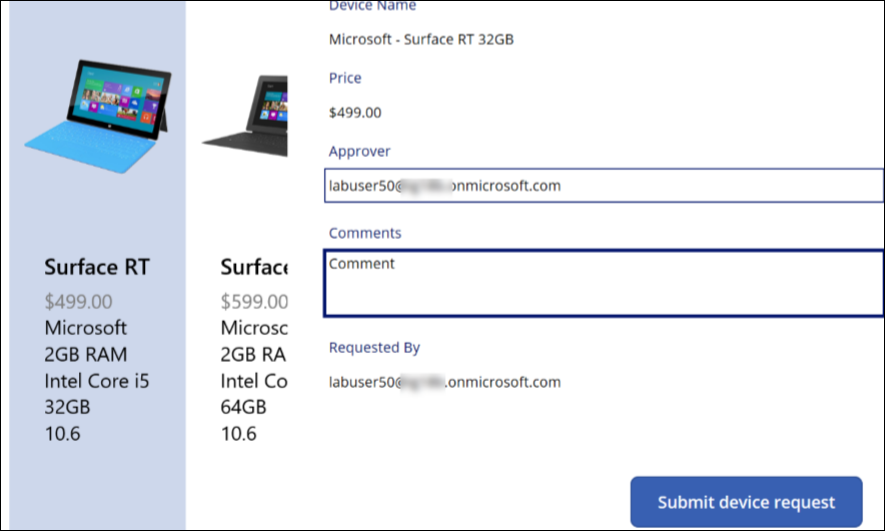 Device Name
Microsoft - Surface RT 32GB
Price
$499.00
Approver
labuser50@ onmicrosoft.com
Comments
Comment
Requested By
labuser50@ .onmicrosoft.com
Submit device request
Surface RT
$499.00
Microsoft
2GB RAM
Intel Core i5
32GB
10.6
Surface
$599.00
Microsc
2GB RA
Intel Co
64GB
10.6